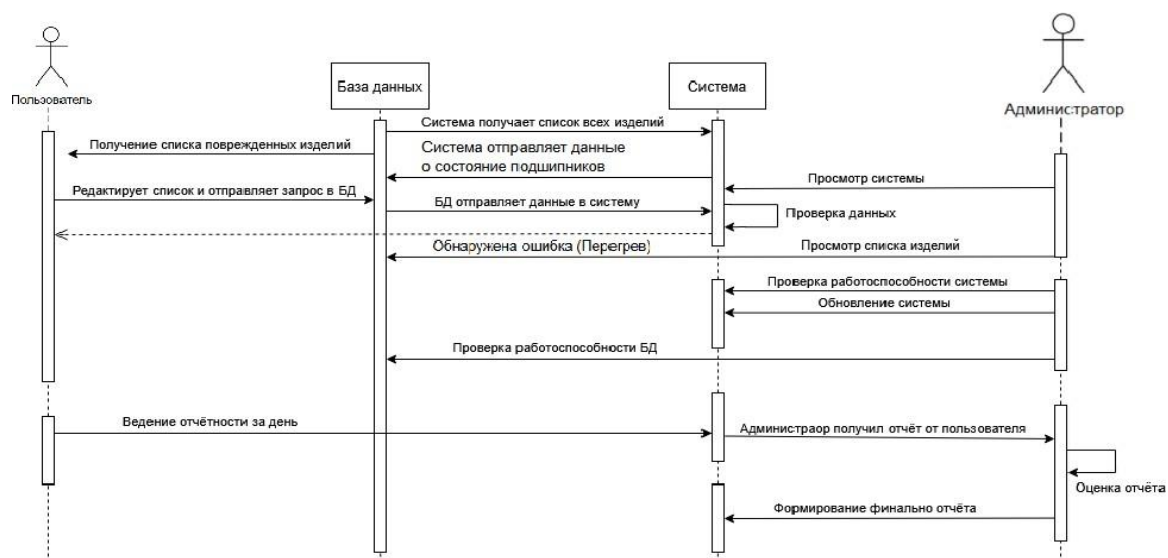 Пользователь
База данных
Система
Администратор
Система получает список всех изделий
Получение списка поврежденных изделий
Система отправляет данные
о состояние подшипников
Просмотр системы
Редактирует список и отправляет запрос в БД
БД отправляет данные в систему
Проверка данных
Обнаружена ошибка (Перегрев)
Просмотр списка изделий
Проверка работоспособности системы
Обновление системы
Проверка работоспособности БД
Ведение отчётности за день
Администраор получил отчёт от пользователя
Оценка отчёта
Формирование финально отчёта